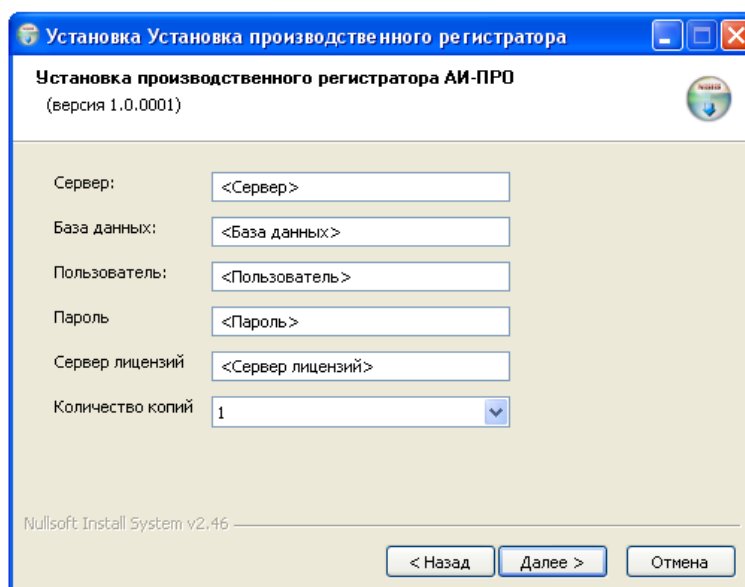 Установка Установка производственного регистратора
Установка производственного регистратора АИ-ПРО
(версия 1.0.0001)
Сервер: <Сервер>
База данных: <База данных>
Пользователь: <Пользователь>
Пароль <Пароль>
Сервер лицензий <Сервер лицензий>
Количество копий 1
Nullsoft Install System v2.46
< Назад Далее > Отмена